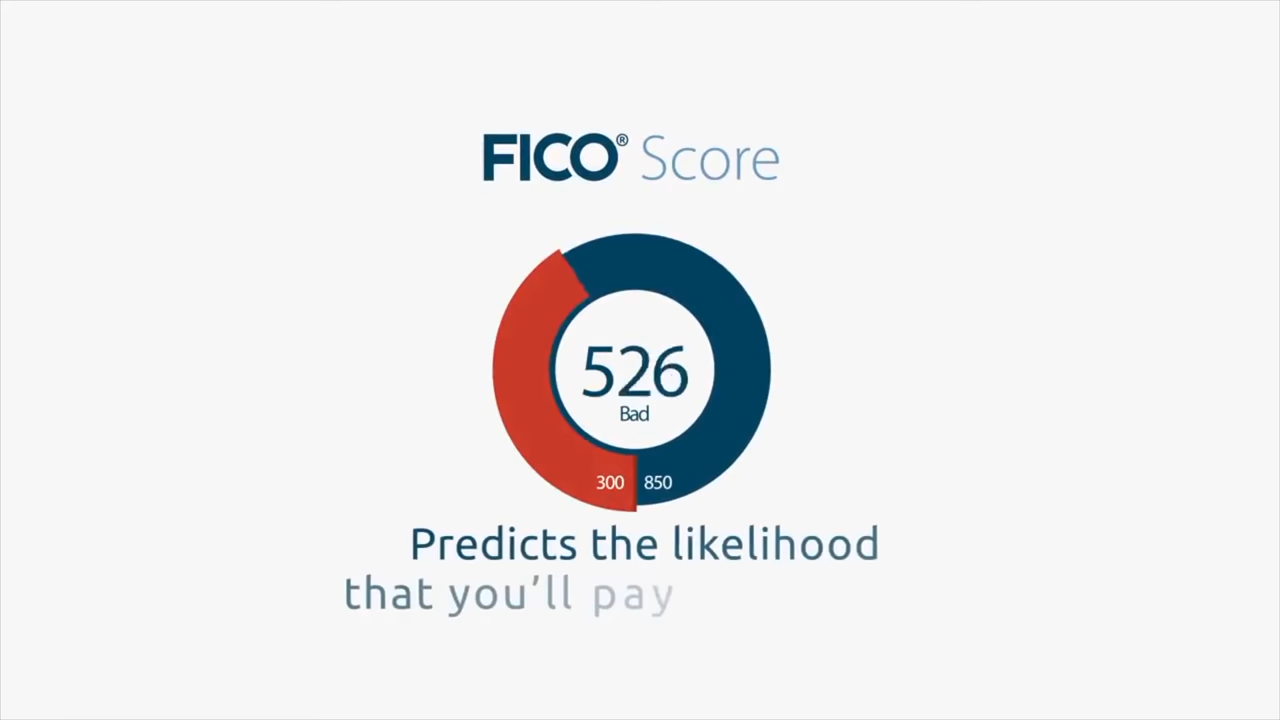 FICO® Score
526
Bad
300 850
Predicts the likelihood
that you’ll pay